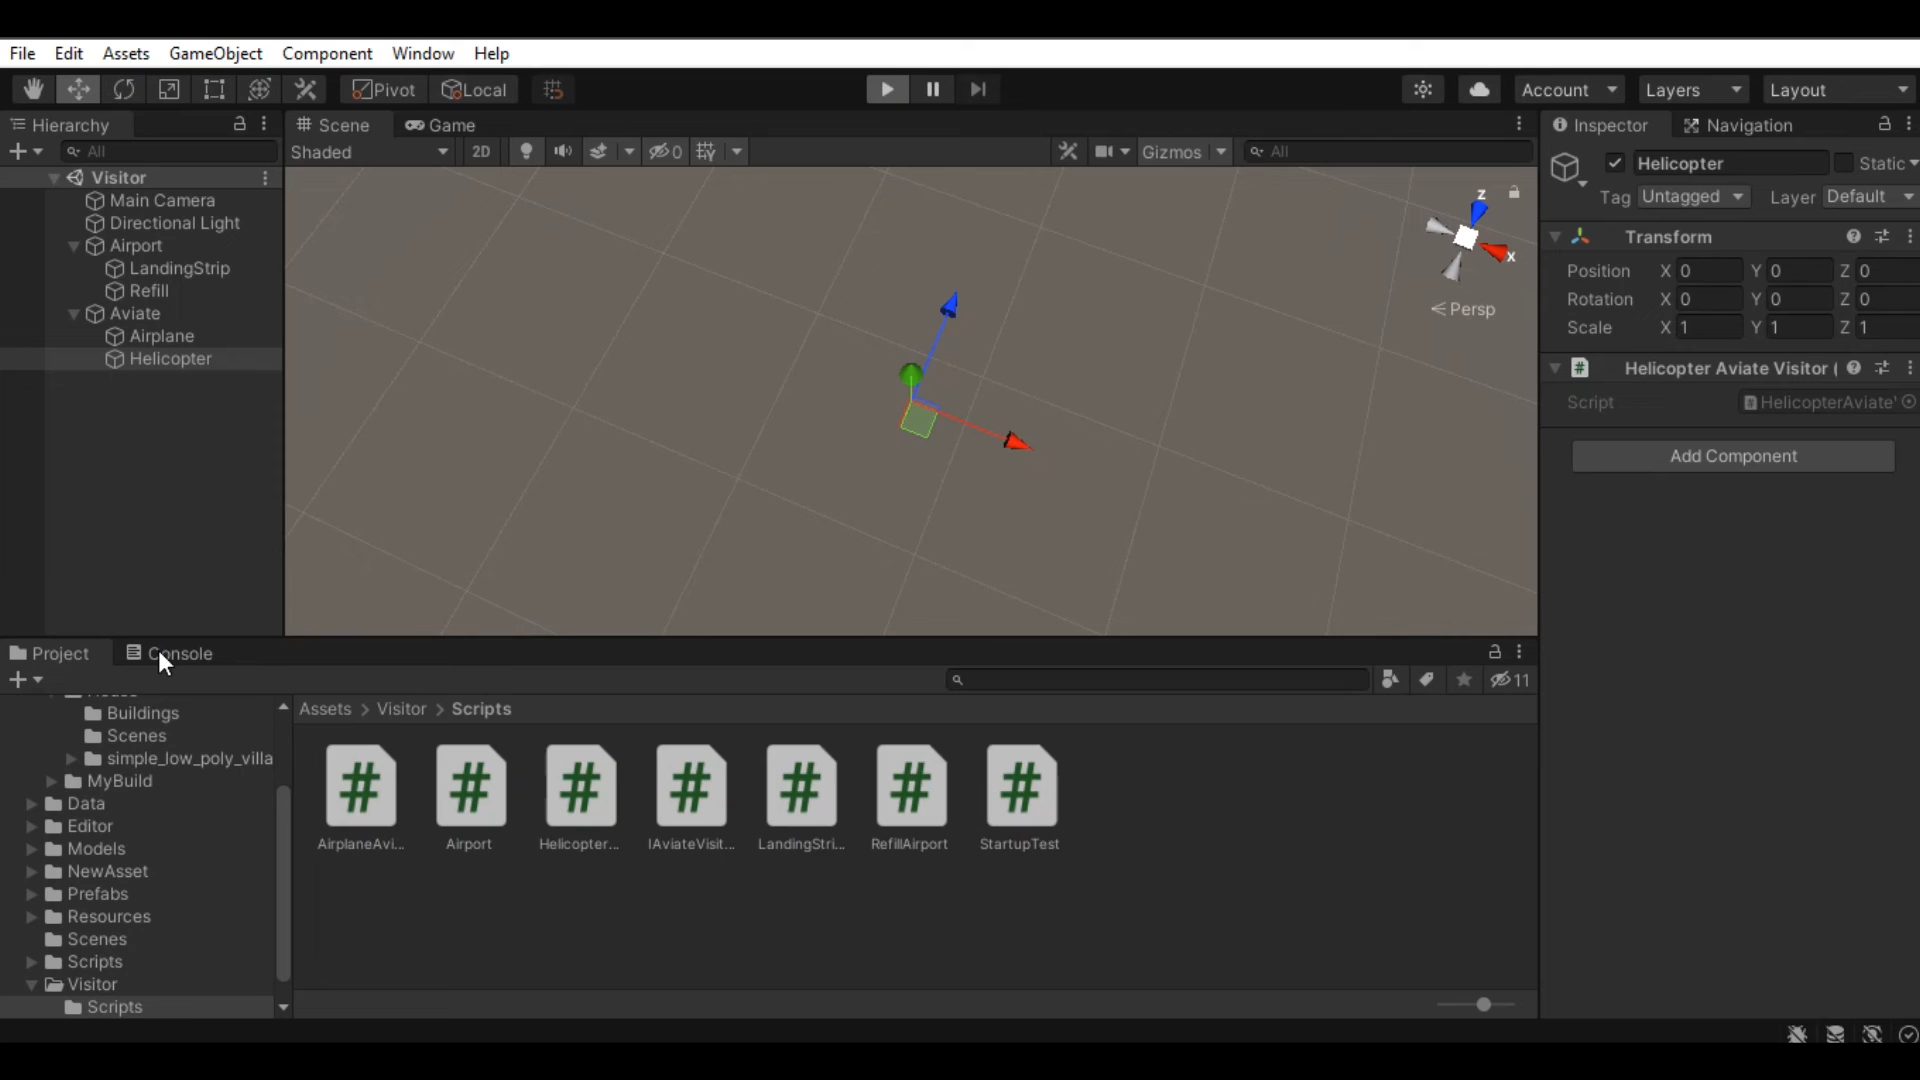 File Edit Assets GameObject Component Window Help
Pivot Local Account Layers Layout
Hierarchy
All
Visitor
Main Camera
Directional Light
Airport
LandingStrip
Refill
Aviate
Airplane
Helicopter
Scene Game
Shaded 2D 0 Gizmos All
z
x
Persp
Inspector Navigation
Helicopter Static
Tag Untagged Layer Default
Transform
Position X 0 Y 0 Z 0
Rotation X 0 Y 0 Z 0
Scale X 1 Y 1 Z 1
Helicopter Aviate Visitor (
Script HelicopterAviate'
Add Component
Project Console
11
Buildings
Scenes
simple_low_poly_villa
MyBuild
Data
Editor
Models
NewAsset
Prefabs
Resources
Scenes
Scripts
Visitor
Scripts
Assets > Visitor > Scripts
# # # # # # #
AirplaneAvi... Airport Helicopter... IAviateVisit... LandingStri... RefillAirport StartupTest